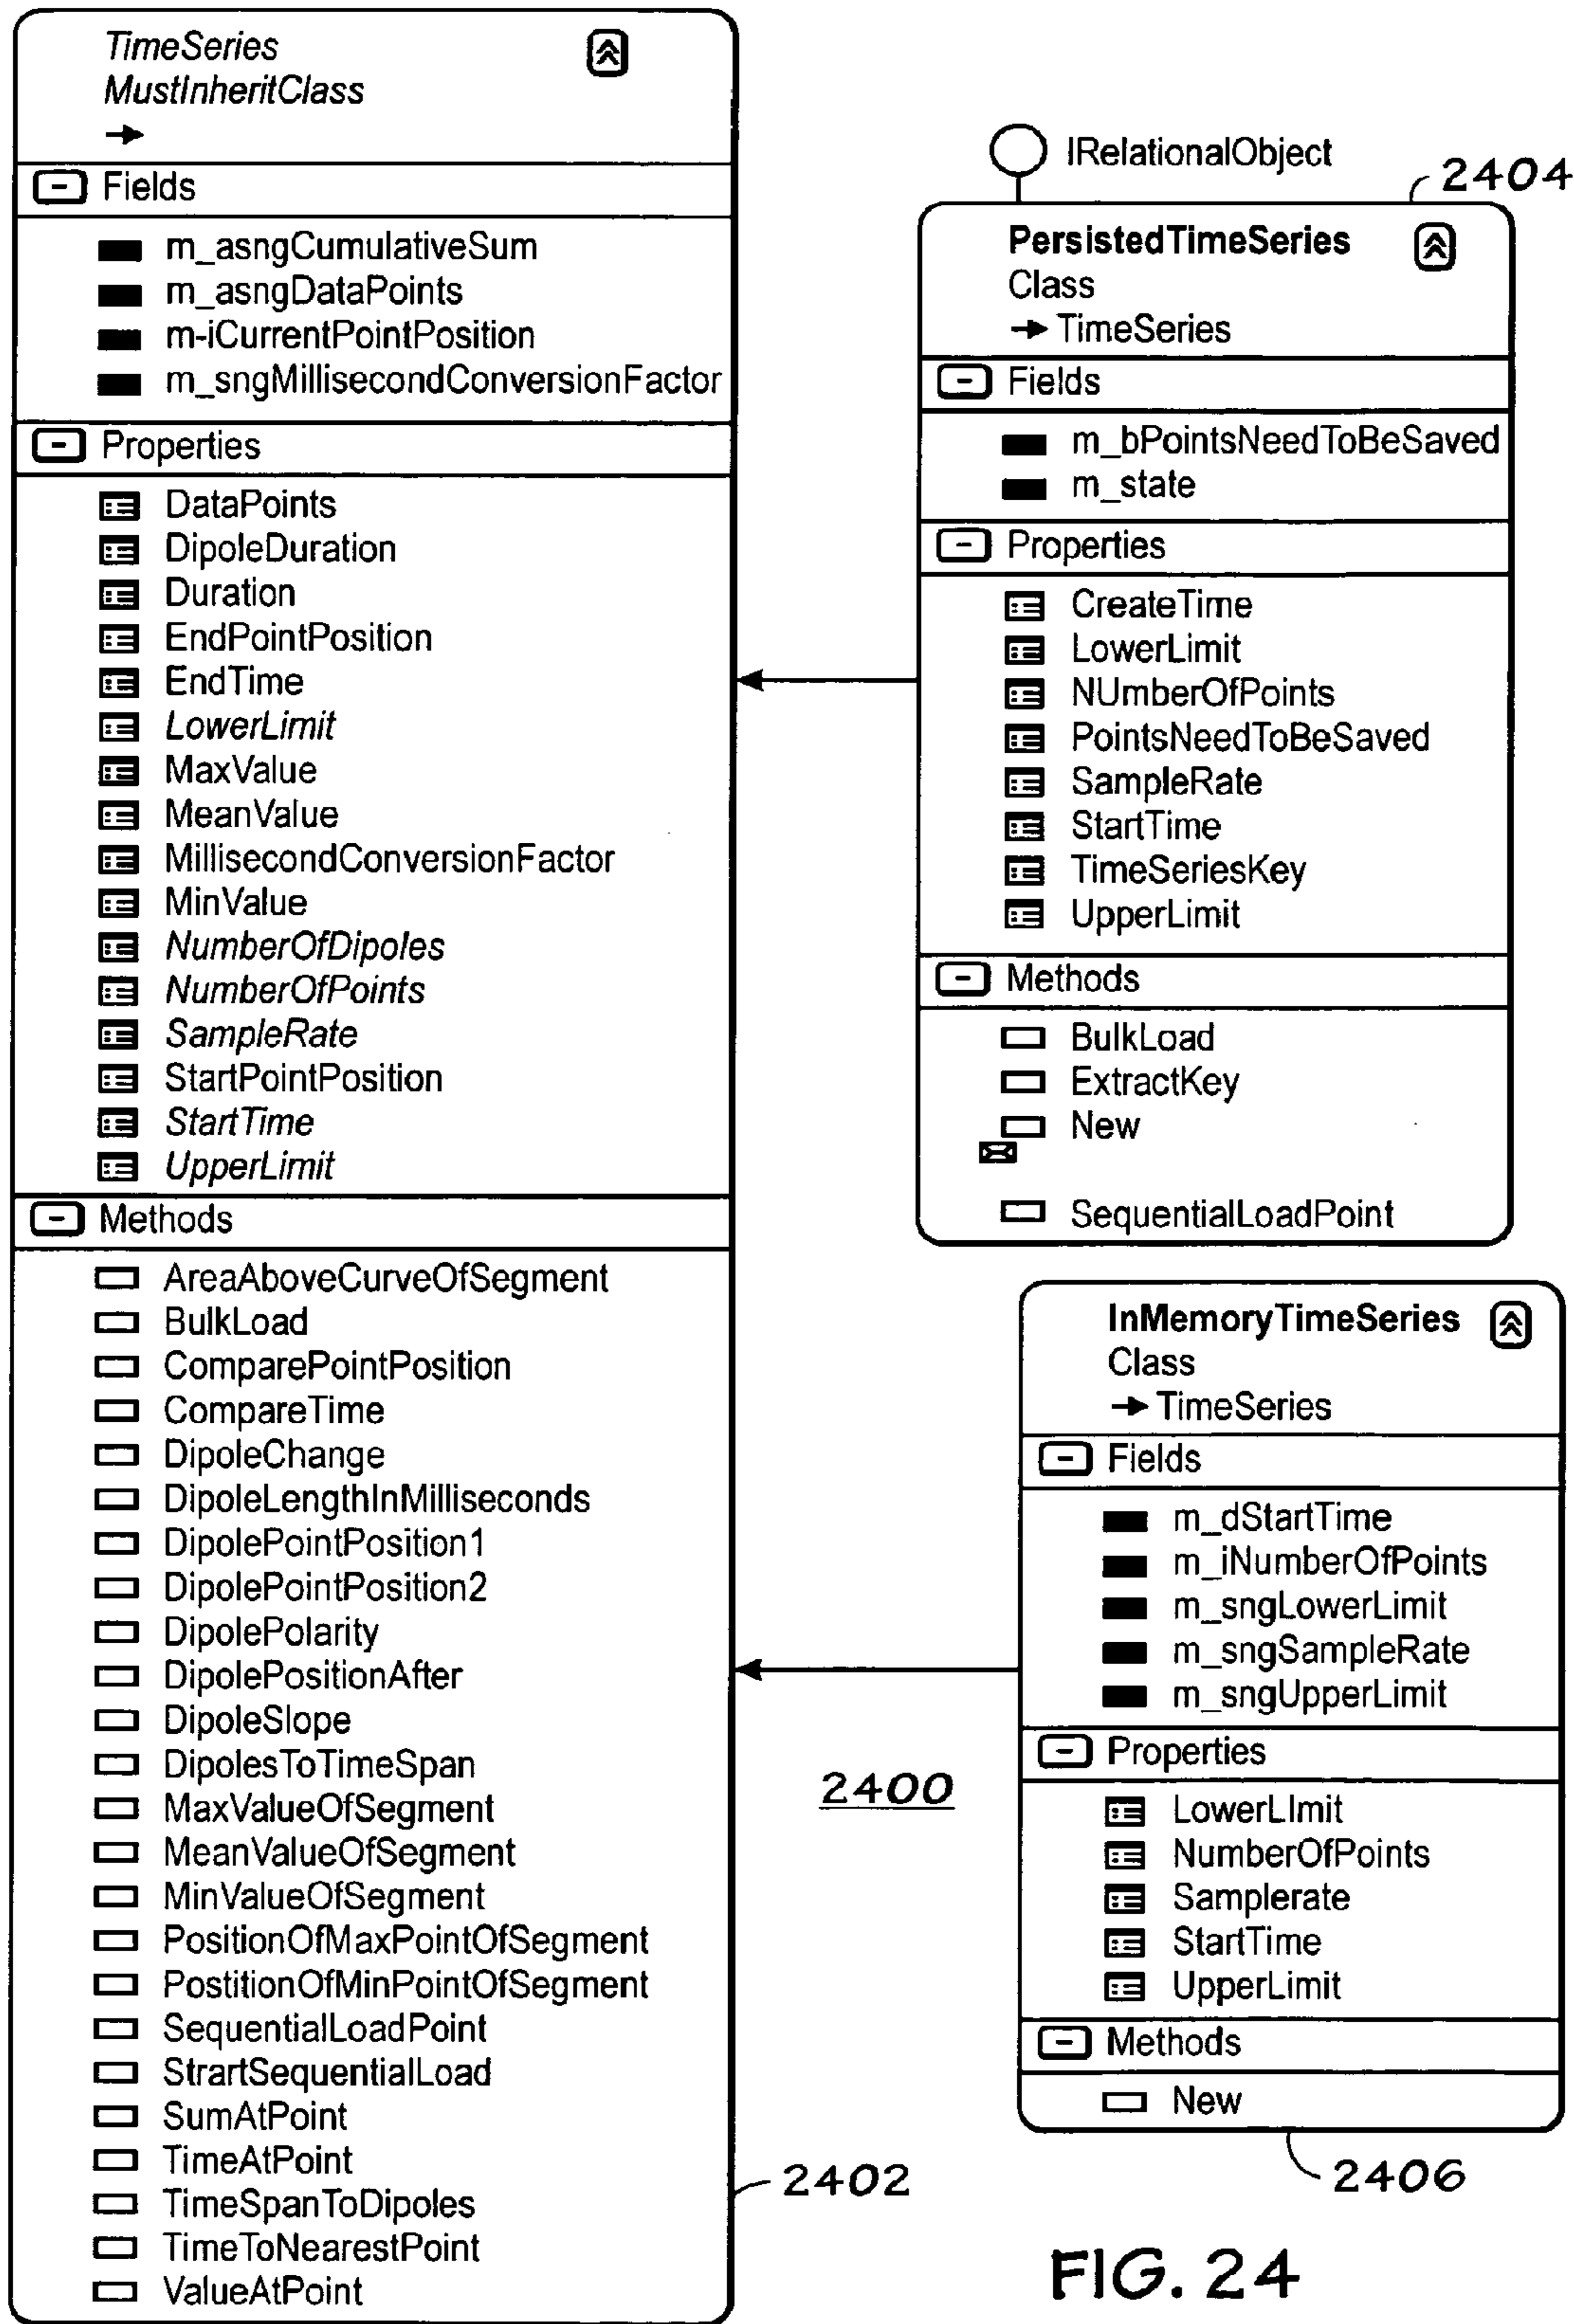 TimeSeries
MustInheritClass
Fields
m_asngCumulativeSum
m_asngDataPoints
m-iCurrentPointPosition
m_sngMillisecondConversionFactor
Properties
DataPoints
DipoleDuration
Duration
EndPointPosition
EndTime
LowerLimit
MaxValue
MeanValue
MillisecondConversionFactor
MinValue
NumberOfDipoles
NumberOfPoints
SampleRate
StartPointPosition
StartTime
UpperLimit
Methods
AreaAboveCurveOfSegment
BulkLoad
ComparePointPosition
CompareTime
DipoleChange
DipoleLengthInMilliseconds
DipolePointPosition1
DipolePointPosition2
DipolePolarity
DipolePositionAfter
DipoleSlope
DipolesToTimeSpan
MaxValueOfSegment
MeanValueOfSegment
MinValueOfSegment
PositionOfMaxPointOfSegment
PostitionOfMinPointOfSegment
SequentialLoadPoint
StrartSequentialLoad
SumAtPoint
TimeAtPoint
TimeSpanToDipoles
TimeToNearestPoint
ValueAtPoint
2402
IRelationalObject
2404
PersistedTimeSeries
Class
TimeSeries
Fields
m_bPointsNeedToBeSaved
m_state
Properties
CreateTime
LowerLimit
NUmberOfPoints
PointsNeedToBeSaved
SampleRate
StartTime
TimeSeriesKey
UpperLimit
Methods
BulkLoad
ExtractKey
New
SequentialLoadPoint
InMemoryTimeSeries
Class
TimeSeries
Fields
m_dStartTime
m_iNumberOfPoints
m_sngLowerLimit
m_sngSampleRate
m_sngUpperLimit
Properties
LowerLImit
NumberOfPoints
Samplerate
StartTime
UpperLimit
Methods
New
2406
2400
FIG. 24